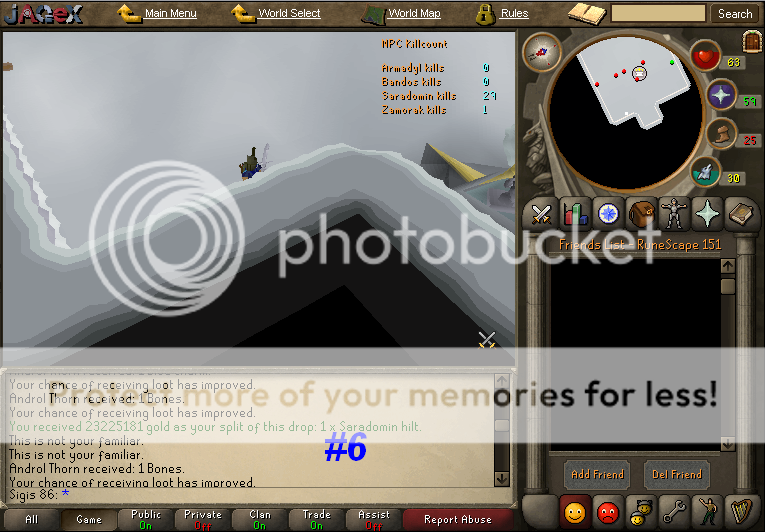 JAGEX Main Menu World Select World Map Rules Search
MPC Killcount
Armadyl kills 0
Bandos kills 0
Saradomin kills 29
Zamorak kills 1
63
59
25
30
photobucket
Friends List - RuneScape 151
Protect more of your memories for less!
Your chance of receiving loot has improved.
Androl Thorn received: 1 Bones.
Your chance of receiving loot has improved.
You received 23225181 gold as your split of this drop: 1 x Saradomin hilt.
This is not your familiar.
This is not your familiar.
#6
Androl Thorn received: 1 Bones.
Your chance of receiving loot has improved.
Sigis 86: *
Add Friend Del Friend
All Game Public Private Clan Trade Assist Report Abuse
On Off On On Off